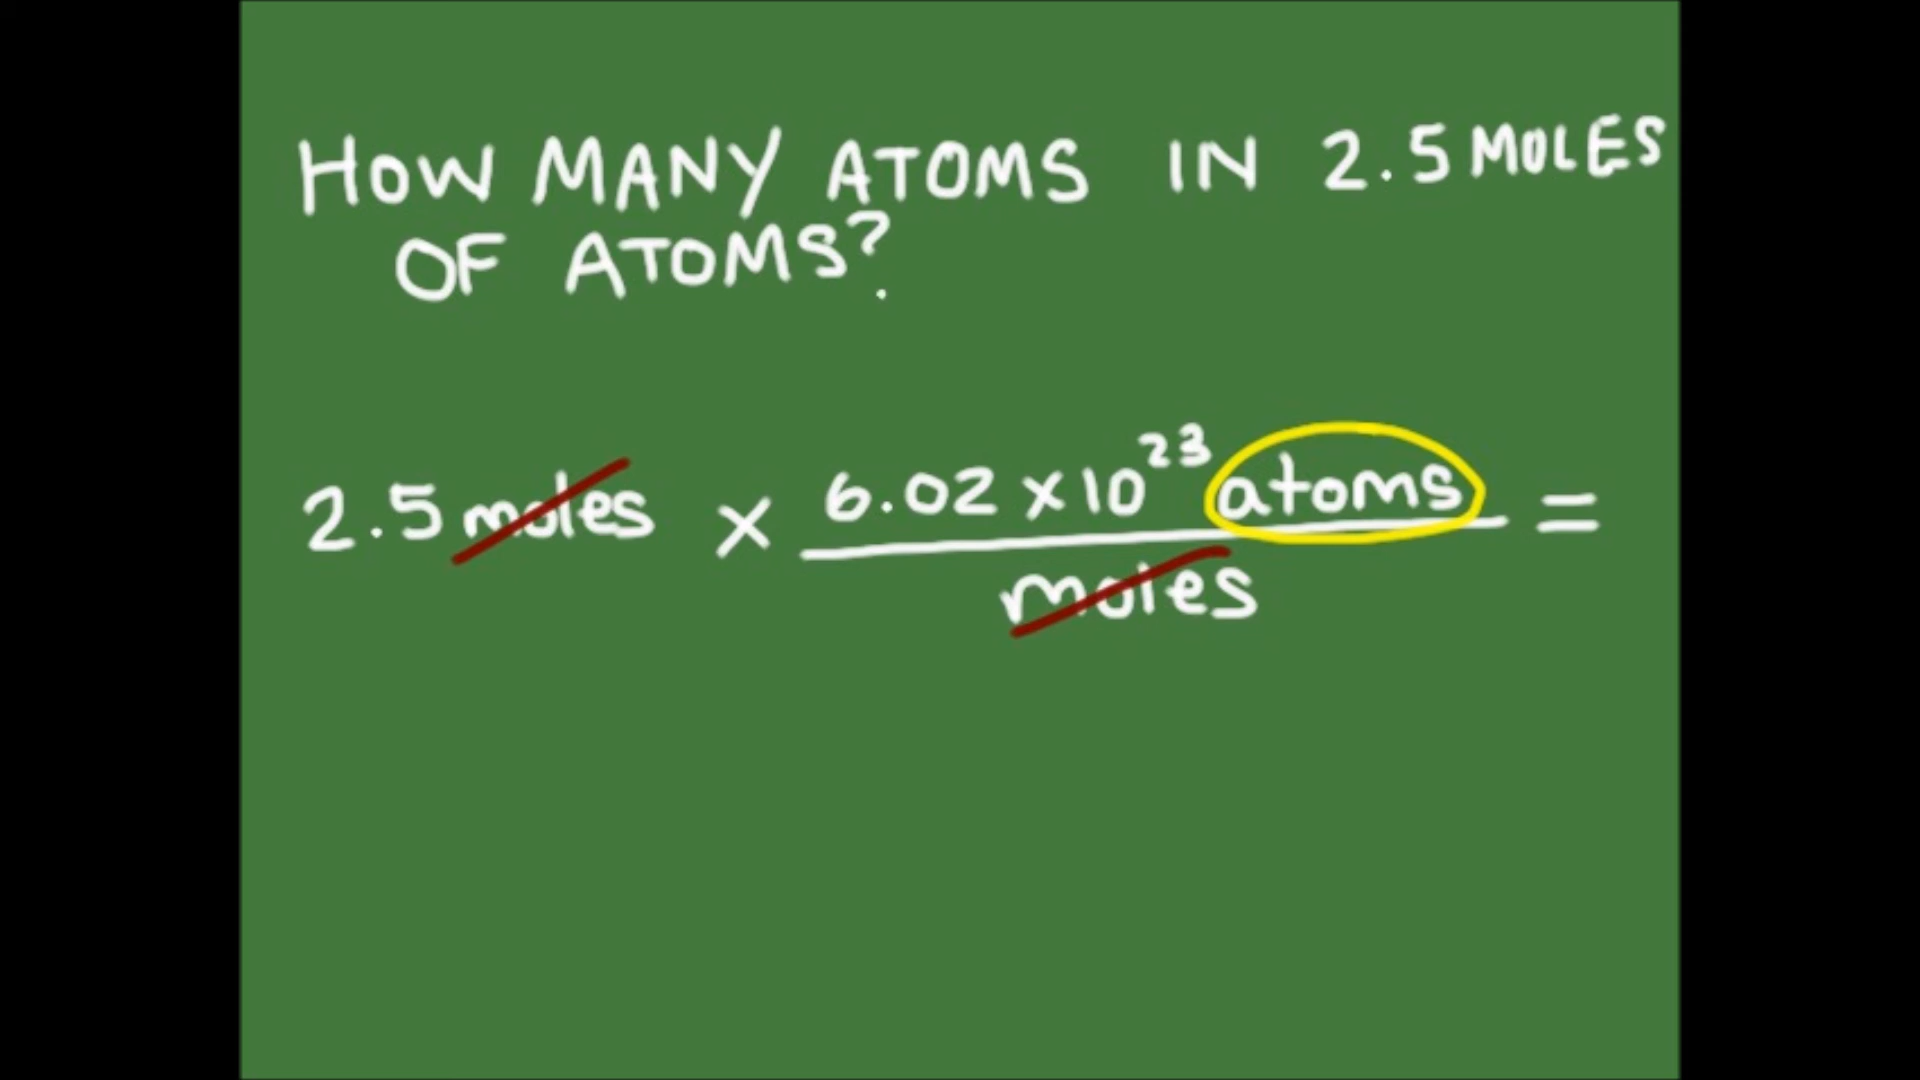 HOW MANY ATOMS IN 2.5 MOLES
OF ATOMS?
2.5 moles × 6.02 × 10²³ atoms =
moles